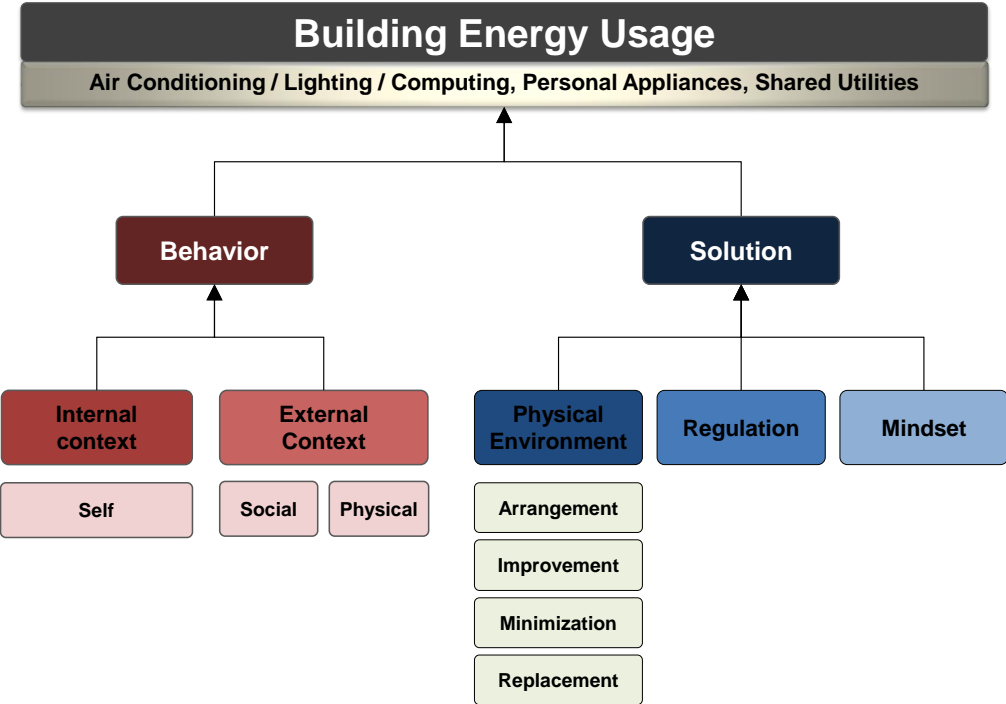 Building Energy Usage
Air Conditioning / Lighting / Computing, Personal Appliances, Shared Utilities
Behavior
Solution
Internal
context
External
Context
Physical
Environment
Regulation
Mindset
Self
Social
Physical
Arrangement
Improvement
Minimization
Replacement